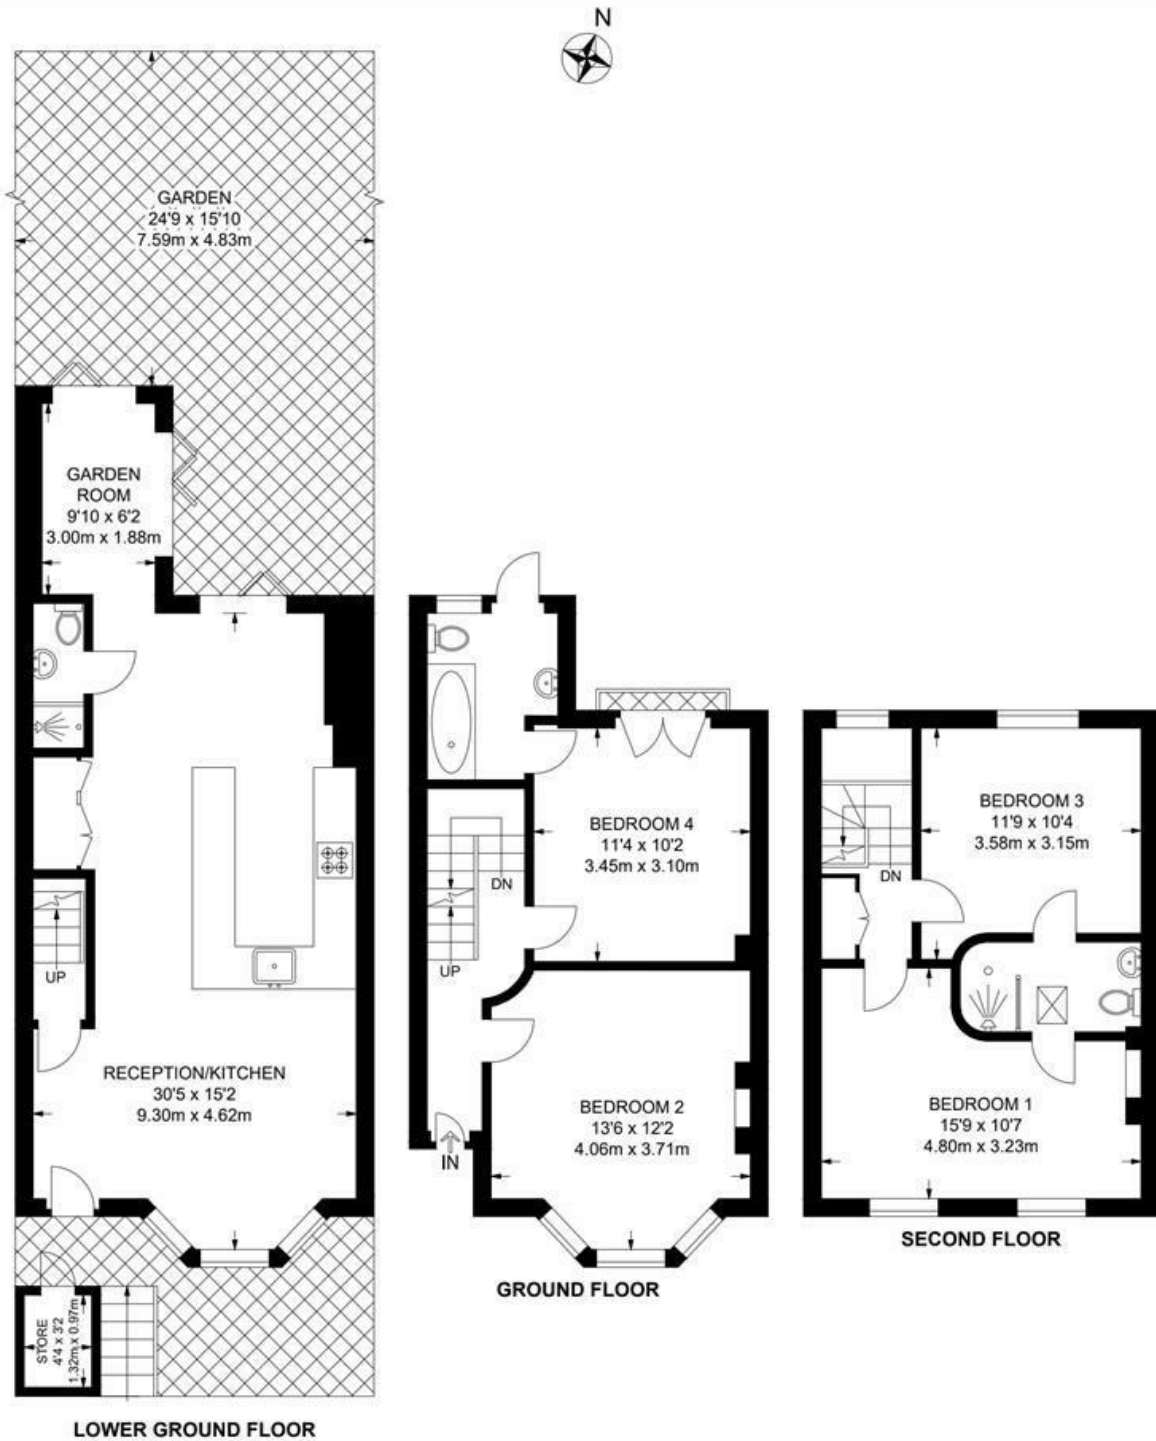 N
GARDEN
24'9 x 15'10
7.59m x 4.83m
GARDEN
ROOM
9'10 x 6'2
3.00m x 1.88m
UP
RECEPTION/KITCHEN
30'5 x 15'2
9.30m x 4.62m
STORE
4'4 x 3'2
1.32m x 0.97m
LOWER GROUND FLOOR
BEDROOM 4
11'4 x 10'2
3.45m x 3.10m
DN
UP
BEDROOM 2
13'6 x 12'2
4.06m x 3.71m
IN
GROUND FLOOR
BEDROOM 3
11'9 x 10'4
3.58m x 3.15m
DN
BEDROOM 1
15'9 x 10'7
4.80m x 3.23m
SECOND FLOOR